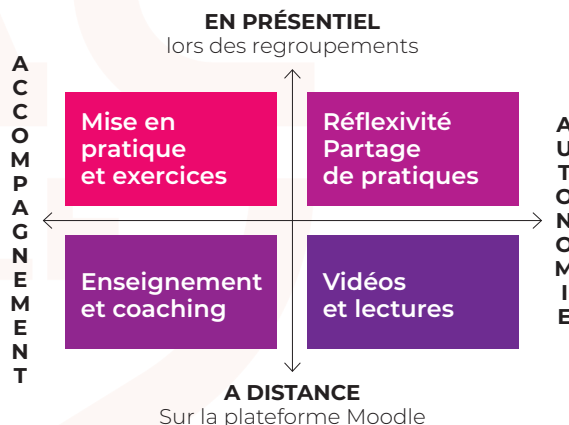 EN PRÉSENTIEL
lors des regroupements
ACCOMPAGNEMENT
Mise en
pratique
et exercices
Réflexivité
Partage
de pratiques
AUTONOMIE
Enseignement
et coaching
Vidéos
et lectures
A DISTANCE
Sur la plateforme Moodle